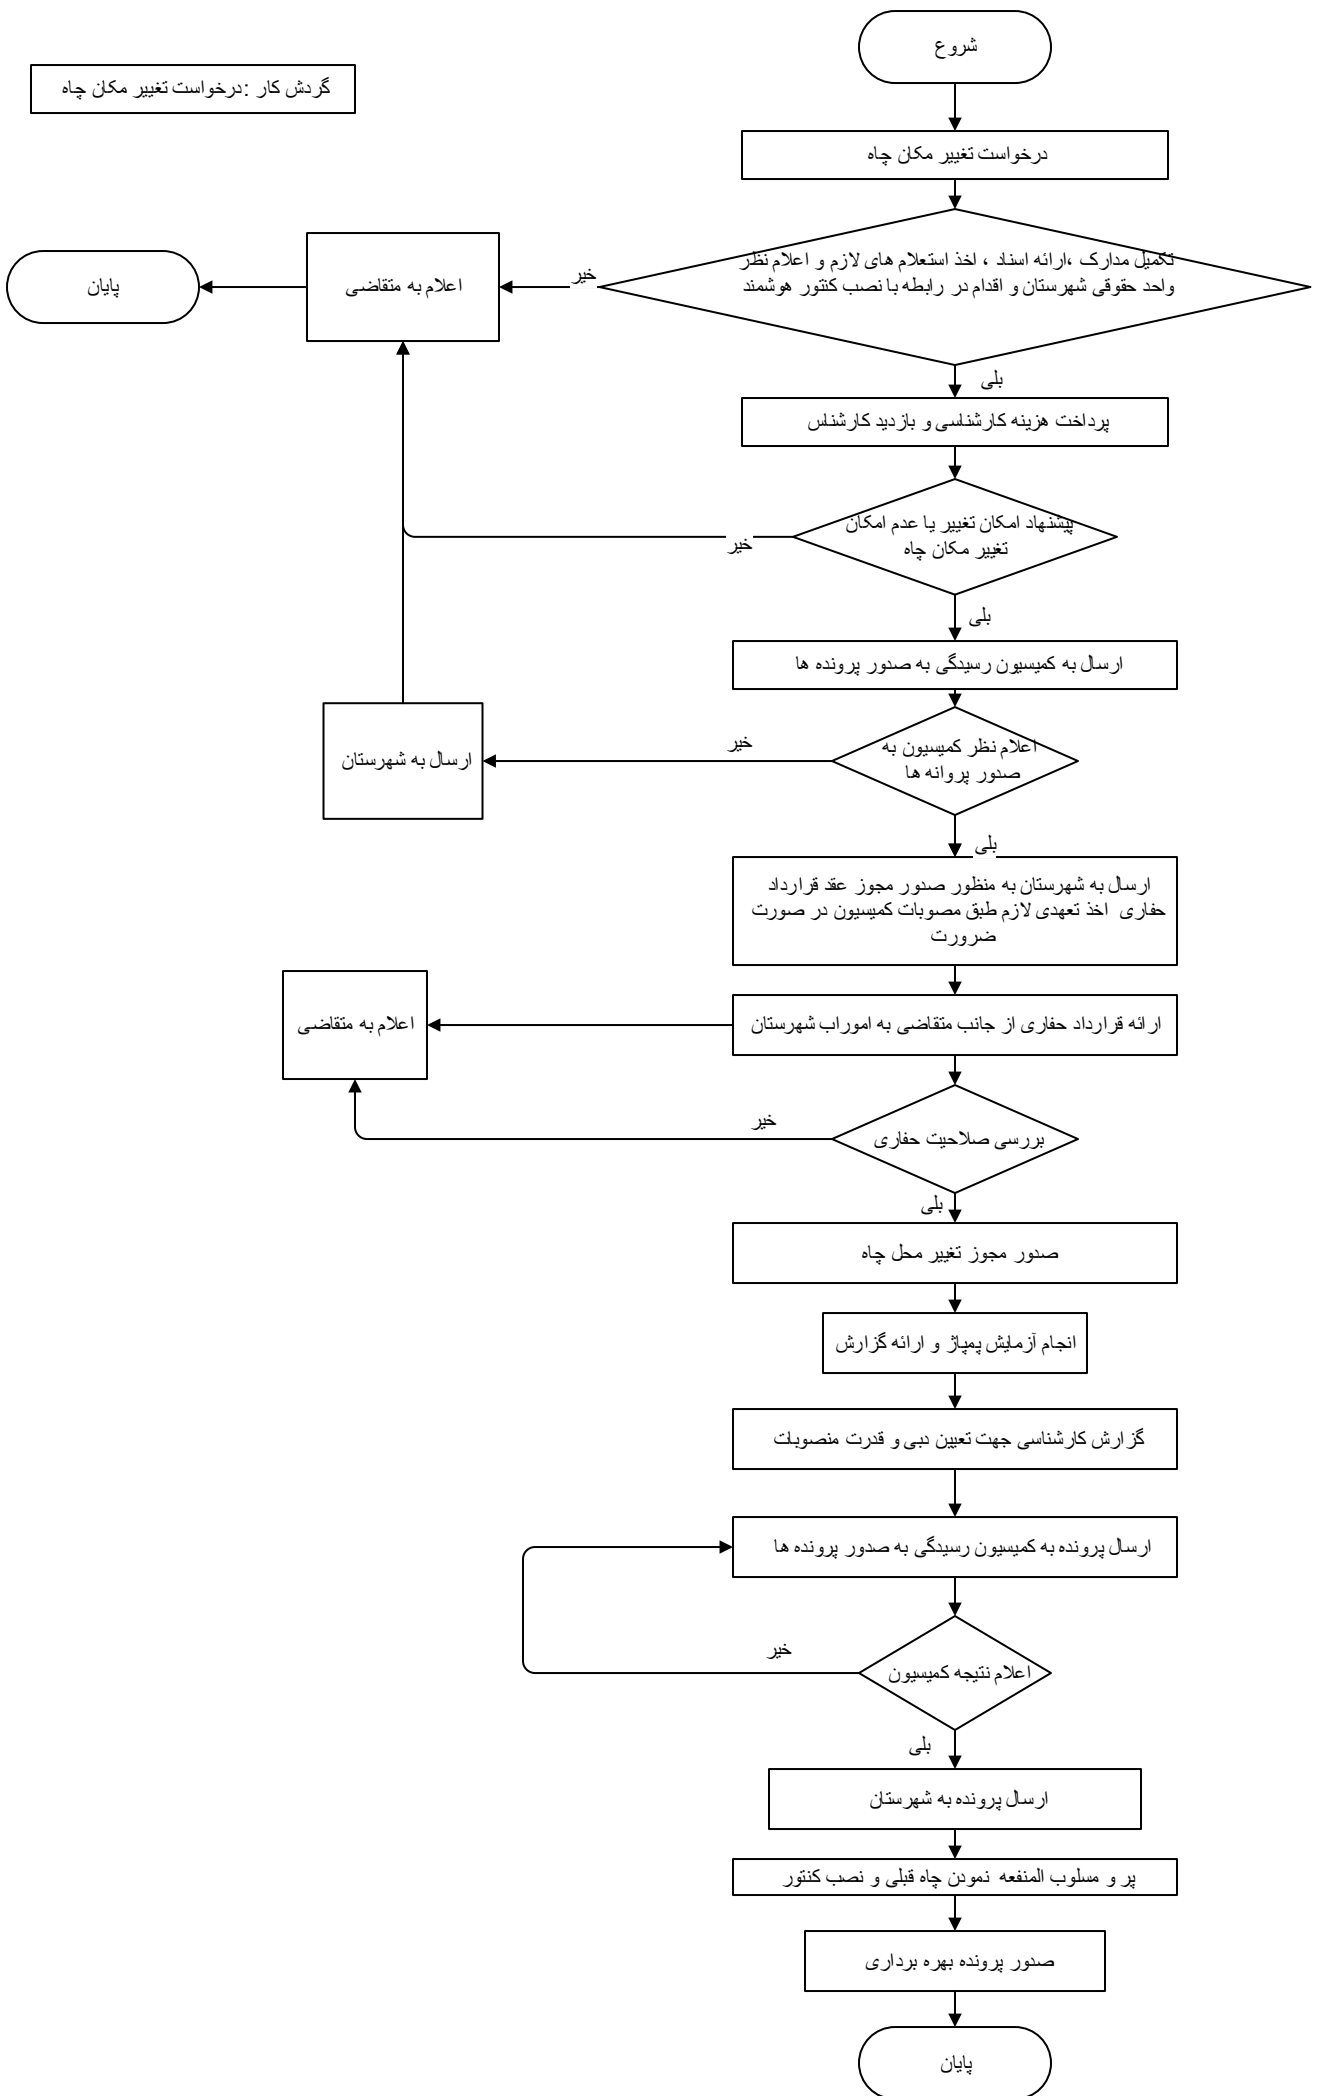 شروع
گردش کار :درخواست تغییر مکان چاه
درخواست تغییر مکان چاه
تکمیل مدارک ،ارائه اسناد ، اخذ استعلام های لازم و اعلام نظر
واحد حقوقی شهرستان و اقدام در رابطه با نصب کنتور هوشمند
خیر
اعلام به متقاضی
پایان
بلی
پرداخت هزینه کارشناسی و بازدید کارشناس
پیشنهاد امکان تغییر یا عدم امکان
تغییر مکان چاه
خیر
بلی
ارسال به کمیسیون رسیدگی به صدور پرونده ها
اعلام نظر کمیسیون به
صدور پروانه ها
خیر
ارسال به شهرستان
بلی
ارسال به شهرستان به منظور صدور مجوز عقد قرارداد
حفاری اخذ تعهدی لازم طبق مصوبات کمیسیون در صورت
ضرورت
ارائه قرارداد حفاری از جانب متقاضی به اموراب شهرستان
اعلام به متقاضی
بررسی صلاحیت حفاری
خیر
بلی
صدور مجوز تغییر محل چاه
انجام آزمایش پمپاژ و ارائه گزارش
گزارش کارشناسی جهت تعیین دبی و قدرت منصوبات
ارسال پرونده به کمیسیون رسیدگی به صدور پرونده ها
اعلام نتیجه کمیسیون
خیر
بلی
ارسال پرونده به شهرستان
پر و مسلوب المنفعه نمودن چاه قبلی و نصب کنتور
صدور پرونده بهره برداری
پایان